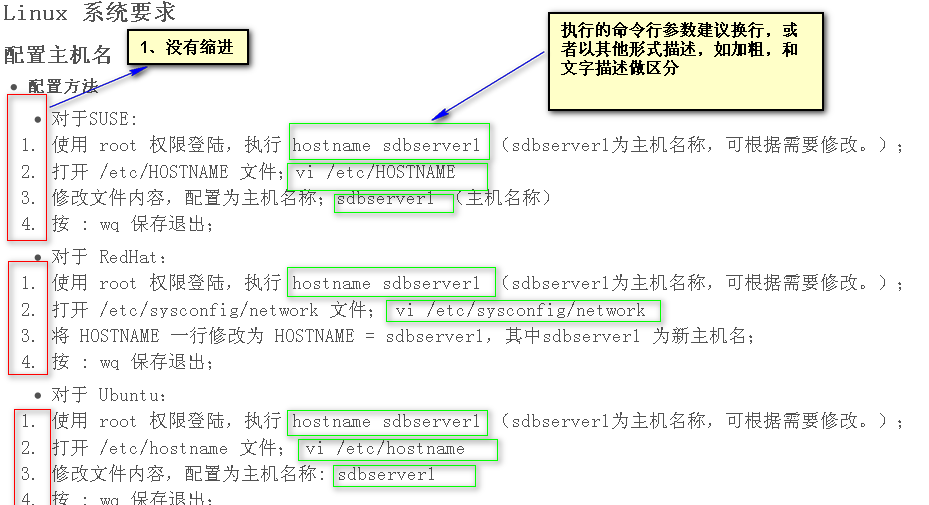 Linux 系统要求
1、没有缩进
执行的命令行参数建议换行，或
者以其他形式描述，如加粗，和
文字描述做区分
配置主机名
• 配置方法
• 对于SUSE:
1. 使用 root 权限登陆，执行 hostname sdbserver1 （sdbserver1为主机名称，可根据需要修改。）；
2. 打开 /etc/HOSTNAME 文件；vi /etc/HOSTNAME
3. 修改文件内容，配置为主机名称；sdbserver1 （主机名称）
4. 按 : wq 保存退出；
• 对于 RedHat：
1. 使用 root 权限登陆，执行 hostname sdbserver1 （sdbserver1为主机名称，可根据需要修改。）；
2. 打开 /etc/sysconfig/network 文件； vi /etc/sysconfig/network
3. 将 HOSTNAME 一行修改为 HOSTNAME = sdbserver1，其中sdbserver1 为新主机名；
4. 按 : wq 保存退出；
• 对于 Ubuntu：
1. 使用 root 权限登陆，执行 hostname sdbserver1 （sdbserver1为主机名称，可根据需要修改。）；
2. 打开 /etc/hostname 文件； vi /etc/hostname
3. 修改文件内容，配置为主机名称: sdbserver1
4. 按 : wq 保存退出；